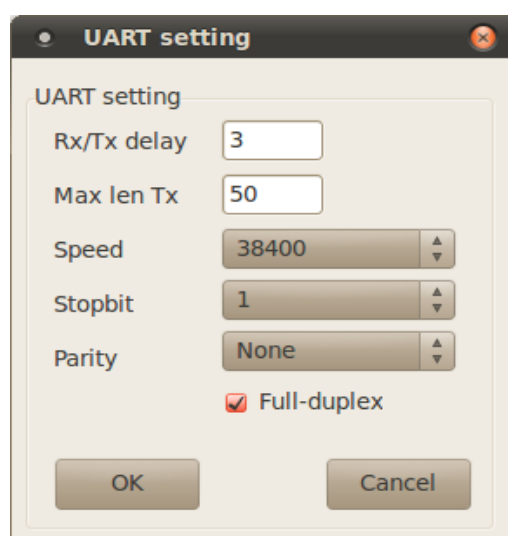 UART setting
UART setting
Rx/Tx delay 3
Max len Tx 50
Speed 38400
Stopbit 1
Parity None
Full-duplex
OK Cancel